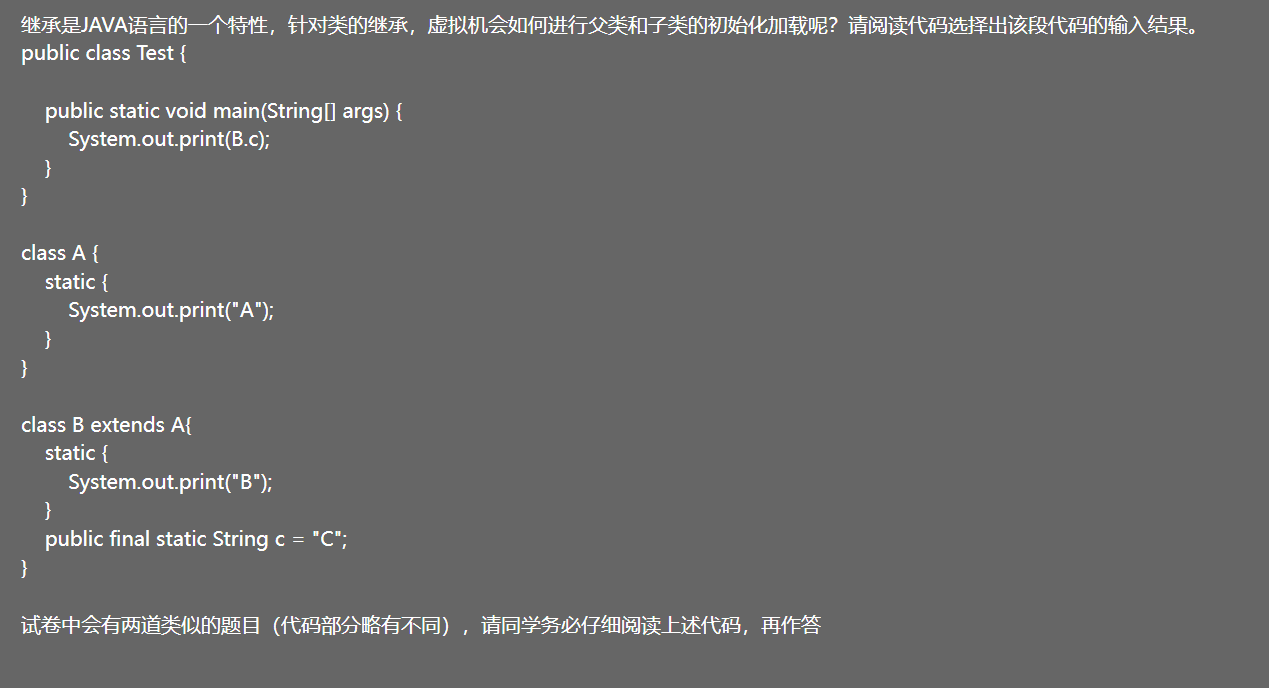 继承是JAVA语言的一个特性，针对类的继承，虚拟机会如何进行父类和子类的初始化加载呢？请阅读代码选择出该段代码的输入结果。
public class Test {
public static void main(String[] args) {
System.out.print(B.c);
}
}
class A {
static {
System.out.print("A");
}
}
class B extends A{
static {
System.out.print("B");
}
public final static String c = "C";
}
试卷中会有两道类似的题目（代码部分略有不同），请同学务必仔细阅读上述代码，再作答